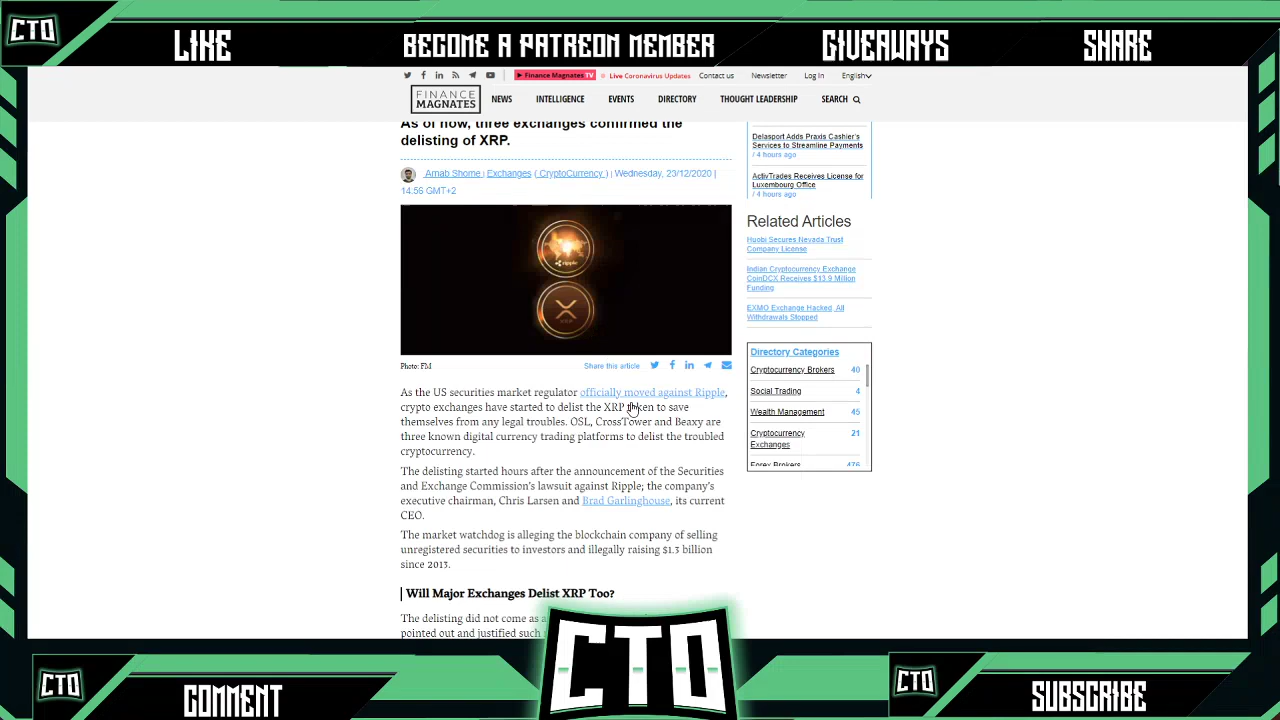 CTO
LIKE
BECOME A PATREON MEMBER
GIVEAWAYS
SHARE
Finance Magnates TV
Live Coronavirus Updates
Contact us
Newsletter
Log In
English
FINANCE
MAGNATES
NEWS
INTELLIGENCE
EVENTS
DIRECTORY
THOUGHT LEADERSHIP
SEARCH
As of now, three exchanges confirmed the
delisting of XRP.
Arnab Shome | Exchanges ( CryptoCurrency ) | Wednesday, 23/12/2020 |
14:56 GMT+2
ripple
XRP
Photo: FM
Share this article
As the US securities market regulator officially moved against Ripple,
crypto exchanges have started to delist the XRP token to save
themselves from any legal troubles. OSL, CrossTower and Beaxy are
three known digital currency trading platforms to delist the troubled
cryptocurrency.
The delisting started hours after the announcement of the Securities
and Exchange Commission's lawsuit against Ripple; the company's
executive chairman, Chris Larsen and Brad Garlinghouse, its current
CEO.
The market watchdog is alleging the blockchain company of selling
unregistered securities to investors and illegally raising $1.3 billion
since 2013.
Will Major Exchanges Delist XRP Too?
The delisting did not come as a
pointed out and justified such
Delasport Adds Praxis Cashier's
Services to Streamline Payments
/ 4 hours ago
ActivTrades Receives License for
Luxembourg Office
/ 4 hours ago
Related Articles
Huobi Secures Nevada Trust
Company License
Indian Cryptocurrency Exchange
CoinDCX Receives $13.9 Million
Funding
EXMO Exchange Hacked, All
Withdrawals Stopped
Directory Categories
Cryptocurrency Brokers 40
Social Trading 4
Wealth Management 45
Cryptocurrency 21
Exchanges
Forex Brokers 476
CTO
COMMENT
CTO
CTO
SUBSCRIBE